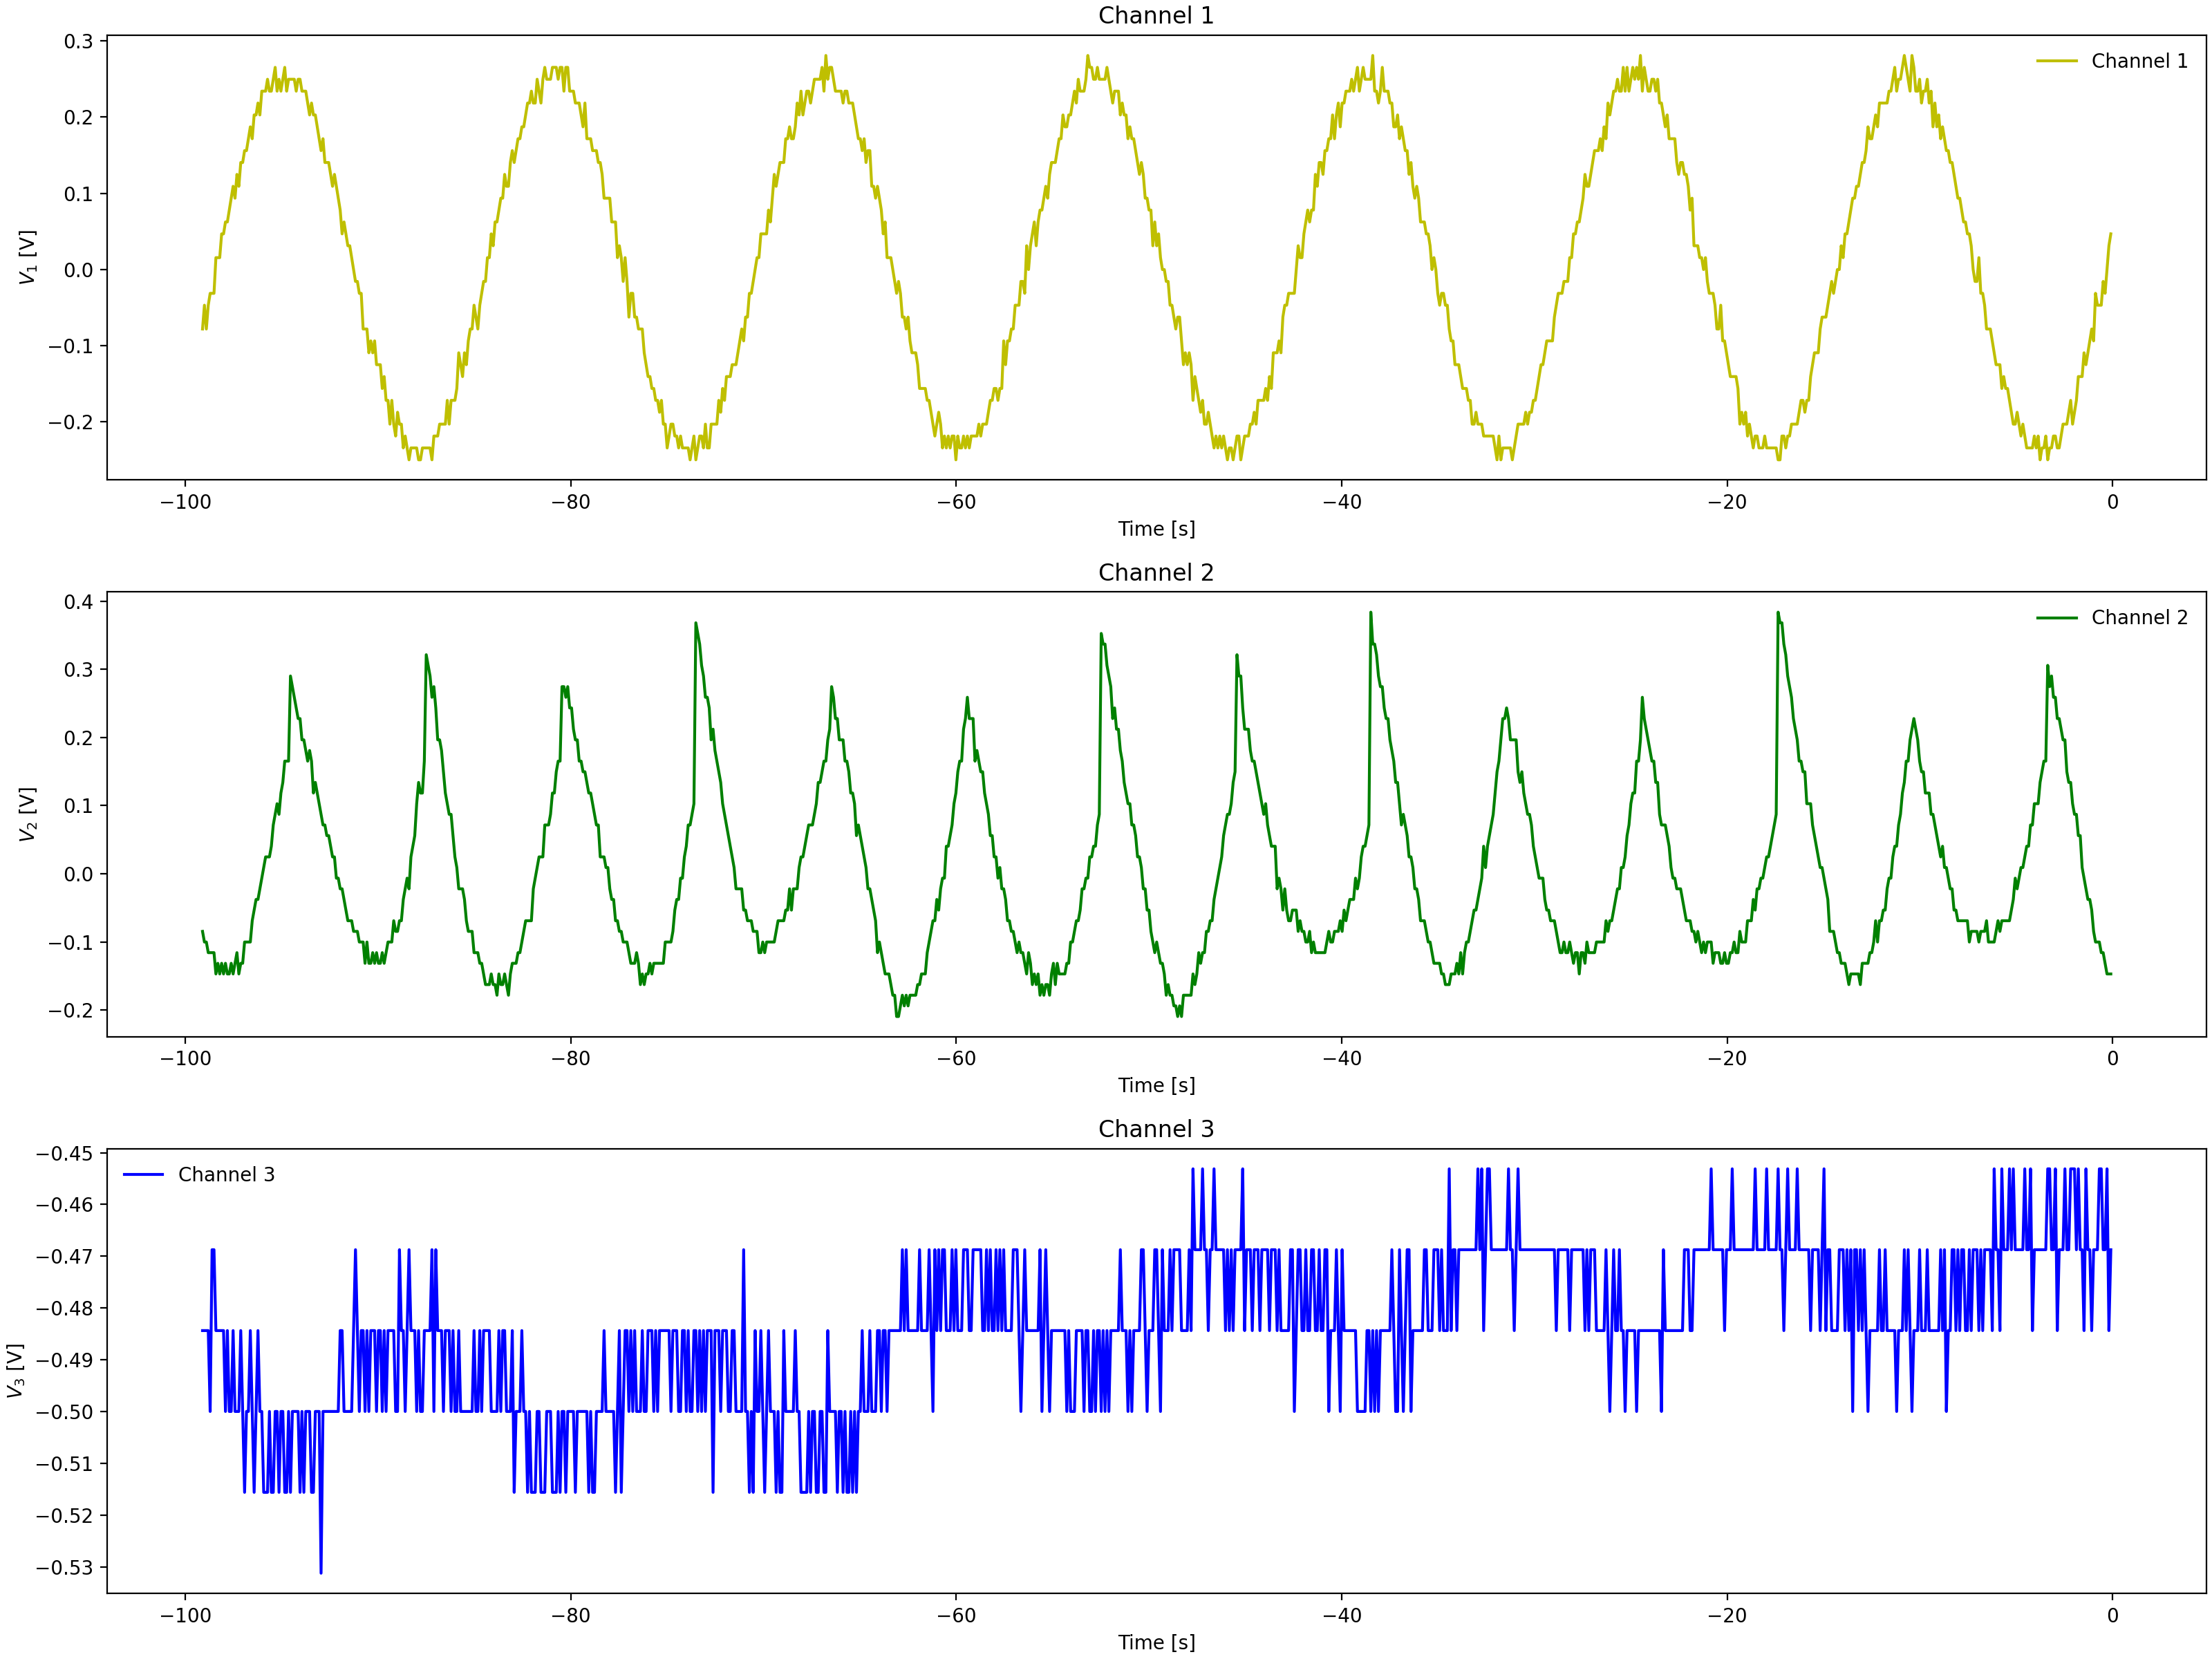 Channel 1
0.3
0.2
0.1
0.0
−0.1
−0.2
V1 [V]
Channel 1
−100 −80 −60 −40 −20 0
Time [s]
Channel 2
0.4
0.3
0.2
0.1
0.0
−0.1
−0.2
V2 [V]
Channel 2
−100 −80 −60 −40 −20 0
Time [s]
Channel 3
−0.45
−0.46
−0.47
−0.48
−0.49
−0.50
−0.51
−0.52
−0.53
V3 [V]
Channel 3
−100 −80 −60 −40 −20 0
Time [s]